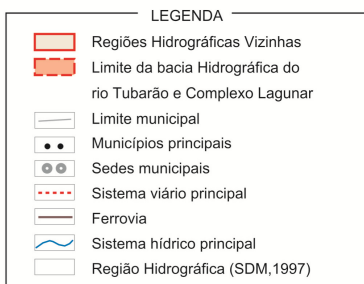 LEGENDA
Regiões Hidrográficas Vizinhas
Limite da bacia Hidrográfica do
rio Tubarão e Complexo Lagunar
Limite municipal
Municípios principais
Sedes municipais
Sistema viário principal
Ferrovia
Sistema hídrico principal
Região Hidrográfica (SDM,1997)